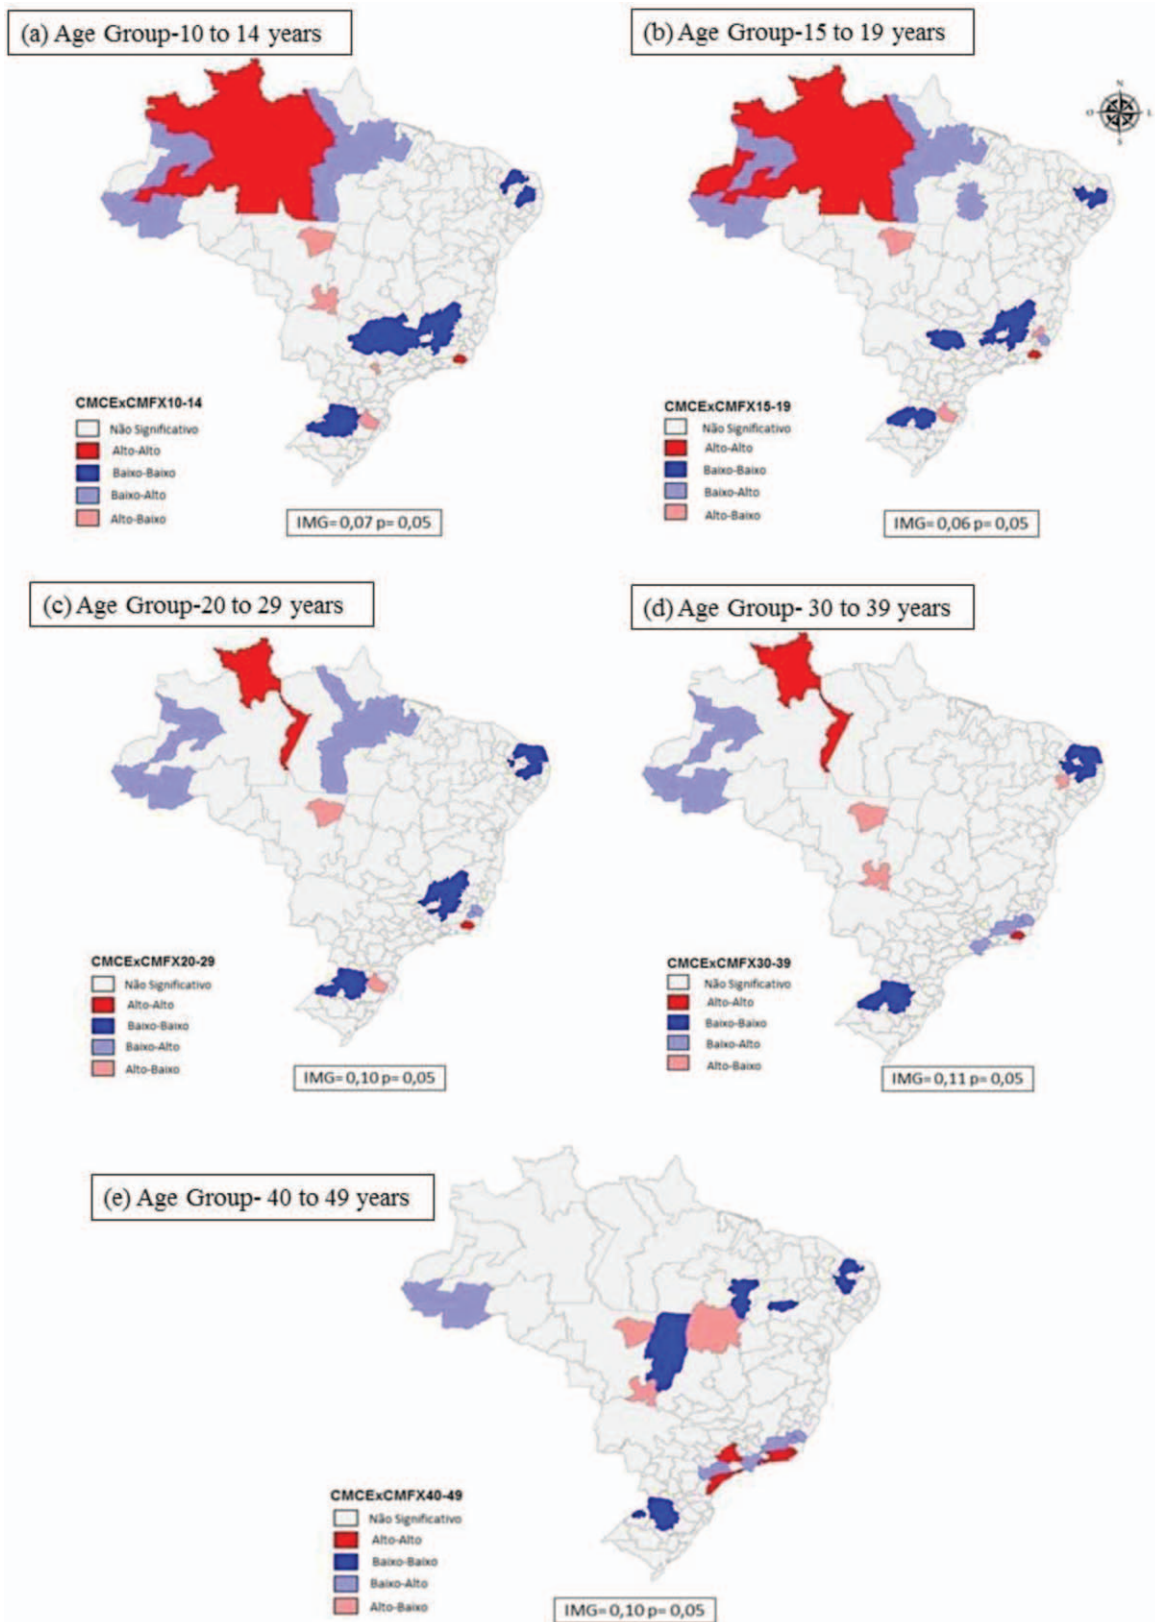 (a) Age Group-10 to 14 years
(b) Age Group-15 to 19 years
N
O
L
S
CMCExCMFX10-14
Não Significativo
Alto-Alto
Baixo-Baixo
Baixo-Alto
Alto-Baixo
IMG= 0,07 p= 0,05
CMCExCMFX15-19
Não Significativo
Alto-Alto
Baixo-Baixo
Baixo-Alto
Alto-Baixo
IMG= 0,06 p= 0,05
(c) Age Group-20 to 29 years
(d) Age Group- 30 to 39 years
CMCExCMFX20-29
Não Significativo
Alto-Alto
Baixo-Baixo
Baixo-Alto
Alto-Baixo
IMG= 0,10 p= 0,05
CMCExCMFX30-39
Não Significativo
Alto-Alto
Baixo-Baixo
Baixo-Alto
Alto-Baixo
IMG= 0,11 p= 0,05
(e) Age Group- 40 to 49 years
CMCExCMFX40-49
Não Significativo
Alto-Alto
Baixo-Baixo
Baixo-Alto
Alto-Baixo
IMG= 0,10 p= 0,05